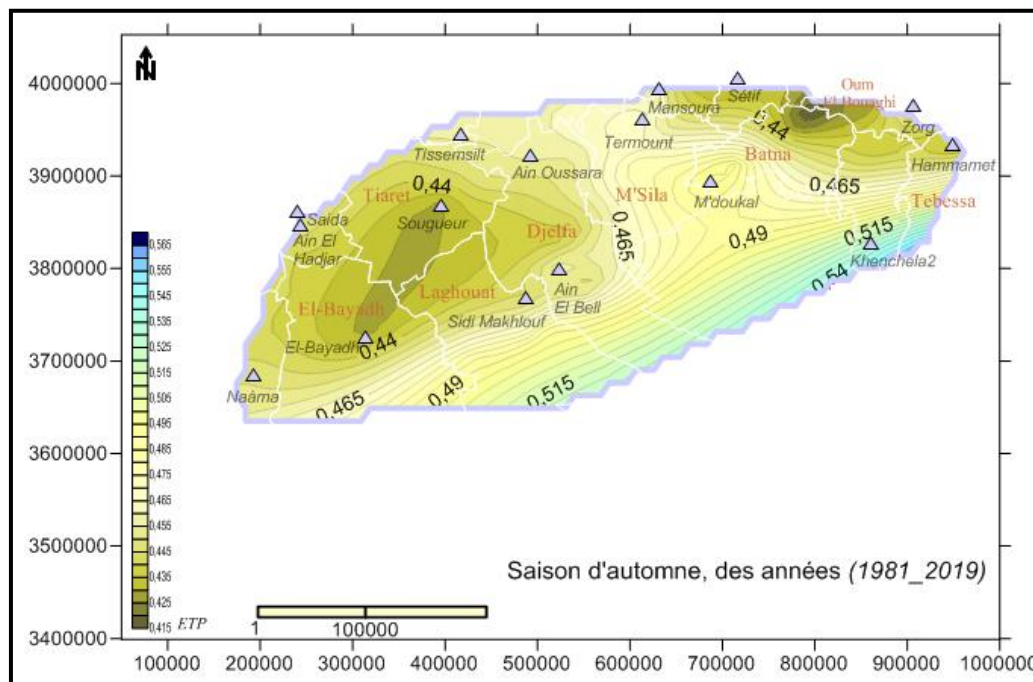 4000000
3900000
3800000
3700000
3600000
3500000
3400000
N
Oum
El Bouaghi
Sétif
Mansoura
Zorg
0,44
Termount
Hammamet
Tissemsilt
Batna
Ain Oussara
0,44
0,465
Tiaret
M'Sila
M'doukal
Tebessa
Saida
Sougueur
Ain El
Hadjar
Djelfa
0,465
0,49
0,515
Khenchela2
0,54
Laghouat
Ain
El Bell
El-Bayadh
Sidi Makhlouf
El-Bayadh
0,44
Naâma
0,465
0,49
0,515
0,565
0,555
0,545
0,535
0,525
0,515
0,505
0,495
0,485
0,475
0,465
0,455
0,445
0,435
0,425
0,415
ETP
Saison d'automne, des années (1981_2019)
1
100000
100000 200000 300000 400000 500000 600000 700000 800000 900000 1000000